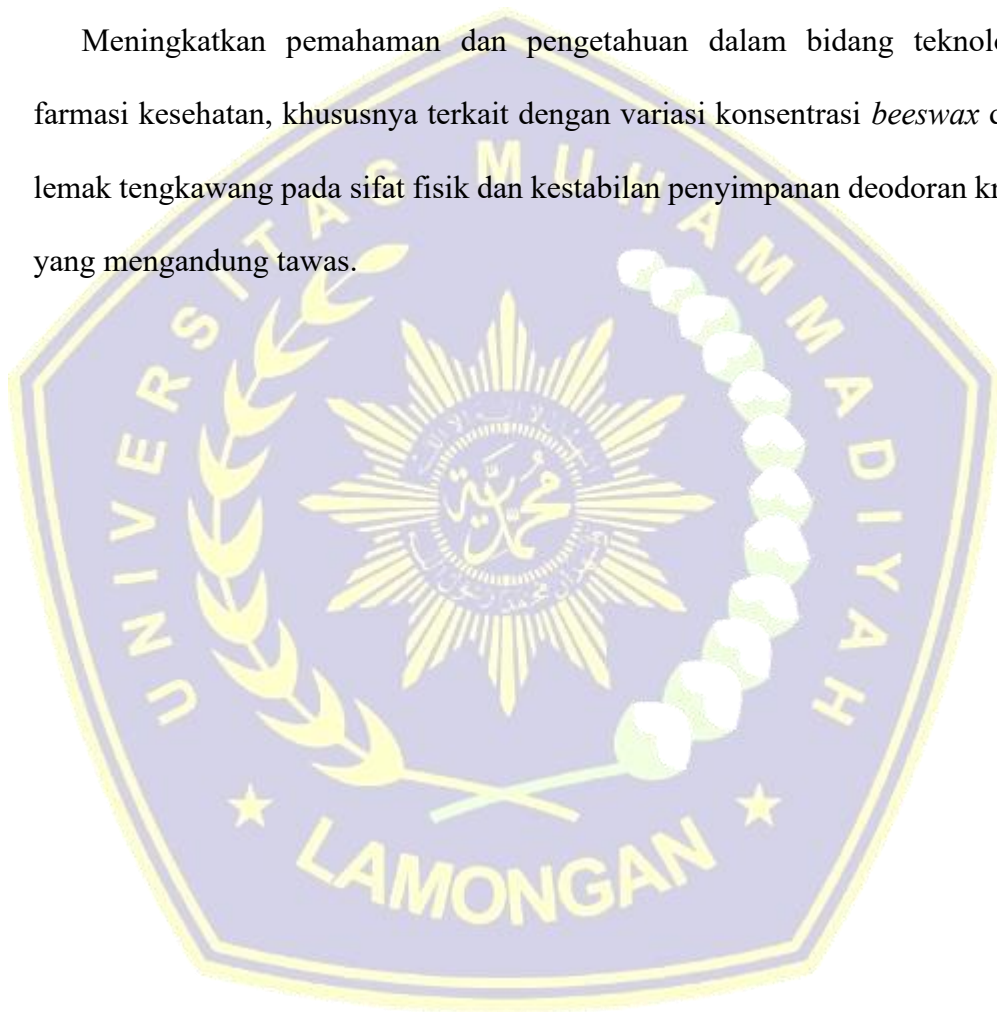 Meningkatkan pemahaman dan pengetahuan dalam bidang
farmasi kesehatan, khususnya terkait dengan variasi konsentrasi beeswax
lemak tengkawang pada sifat fisik dan kestabilan penyimpanan deodoran
yang mengandung tawas.
UNIVERSITAS MUHAMMADIYAH
محمدية
LAMONGAN